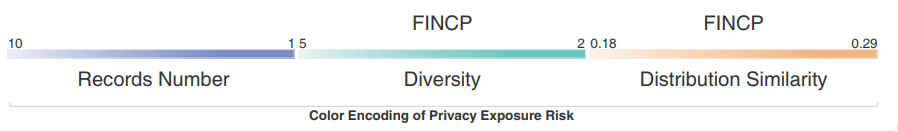 FINCP FINCP
10 1 5 2 0.18 0.29
Records Number Diversity Distribution Similarity
Color Encoding of Privacy Exposure Risk